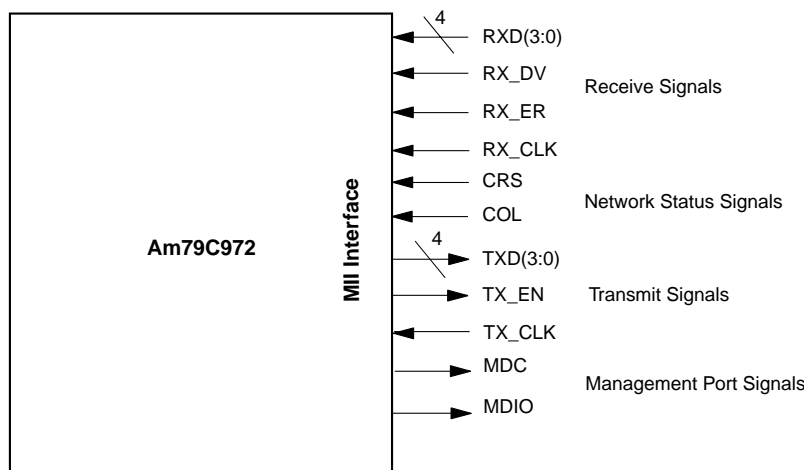 4
RXD(3:0)
RX_DV
Receive Signals
RX_ER
RX_CLK
CRS
Network Status Signals
COL
Am79C972
MII Interface
4
TXD(3:0)
TX_EN
Transmit Signals
TX_CLK
MDC
Management Port Signals
MDIO